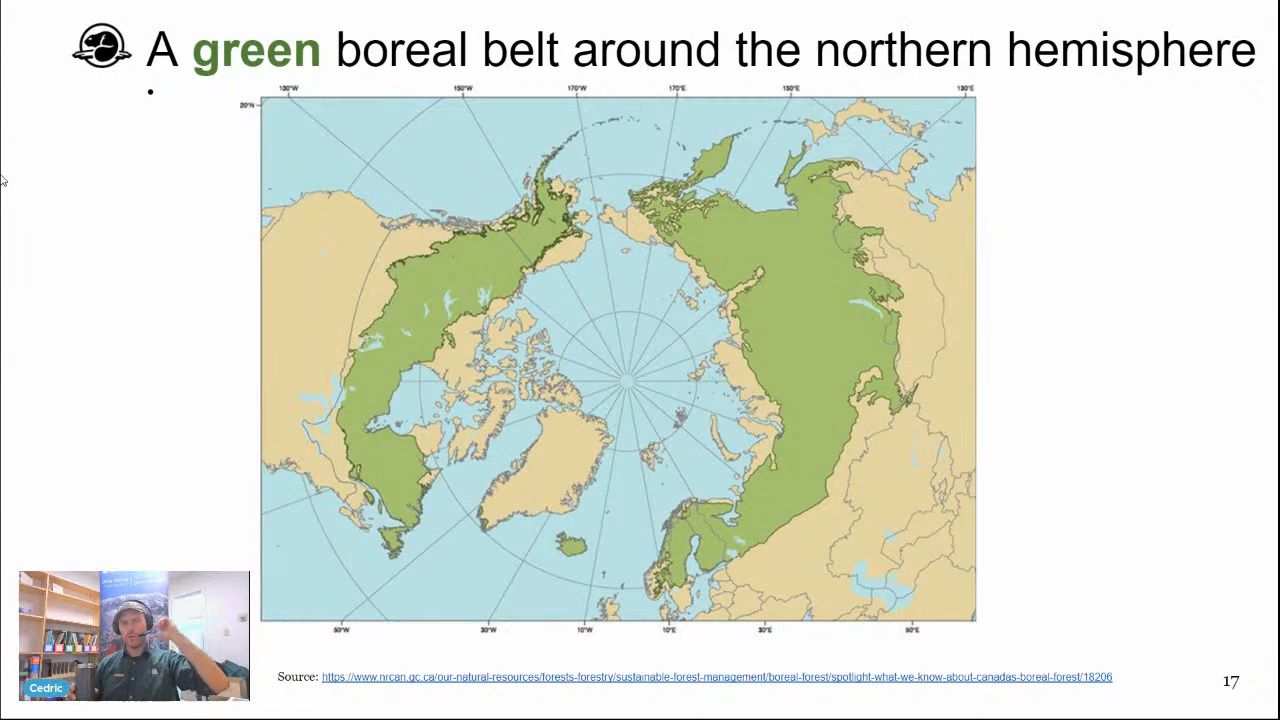 A green boreal belt around the northern hemisphere
•
130°W 150°W 170°W 170°E 150°E 130°E
20°N
50°W 30°W 10°W 10°E 30°E 50°E
Cedric
Source: https://www.nrcan.gc.ca/our-natural-resources/forests-forestry/sustainable-forest-management/boreal-forest/spotlight-what-we-know-about-canadas-boreal-forest/18206
17